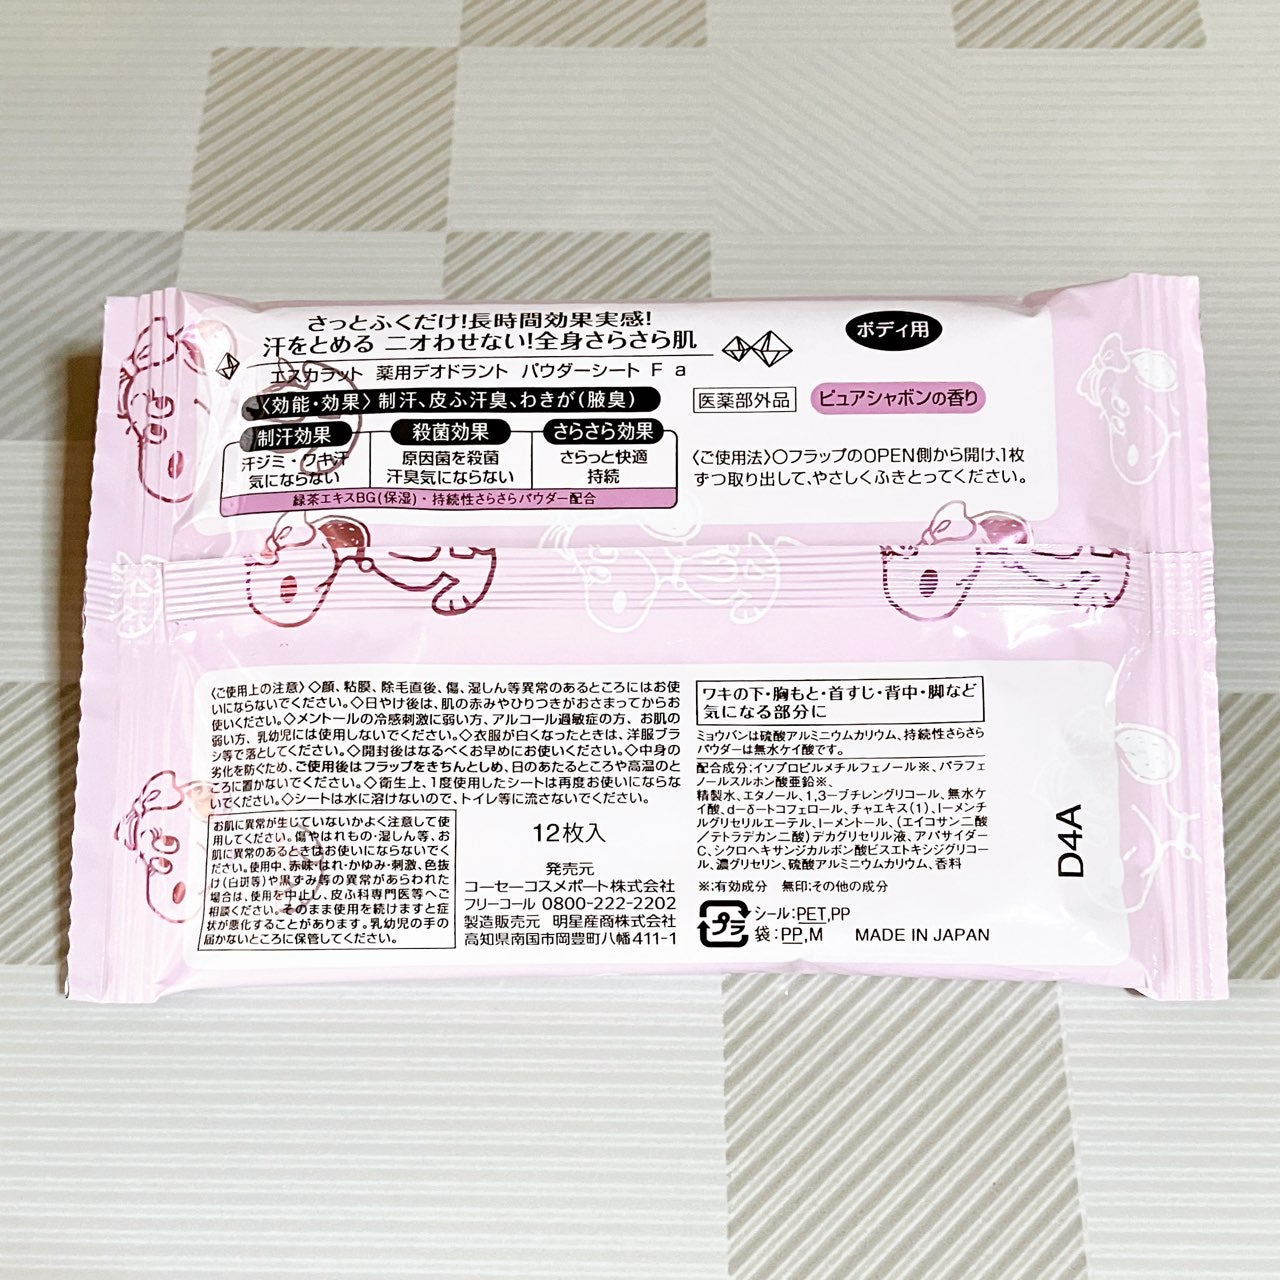 さっとふくだけ!長時間効果実感!
汗をとめる ニオわせない!全身さらさら肌
エスカラット 薬用デオドラント パウダーシート F a
〈効能・効果〉制汗、皮ふ汗臭、わきが(腋臭)
制汗効果
汗ジミ・ワキ汗
気にならない
殺菌効果
原因菌を殺菌
汗臭気にならない
さらさら効果
さらっと快適
持続
緑茶エキスBG(保湿)・持続性さらさらパウダー配合
ボディ用
医薬部外品
ピュアシャボンの香り
〈ご使用法〉〇フラップのOPEN側から開け、1枚
ずつ取り出して、やさしくふきとってください。
〈ご使用上の注意〉◇顔、粘膜、除毛直後、傷、湿しん等異常のあるところにはお使
いにならないでください。◇日やけ後は、肌の赤みやひりつきがおさまってからお
使いください。◇メントールの冷感刺激に弱い方、アルコール過敏症の方、お肌の
弱い方、乳幼児には使用しないでください。◇衣服が白くなったときは、洋服ブラ
シ等で落としてください。◇開封後はなるべくお早めにお使いください。◇中身の
劣化を防ぐため、ご使用後はフラップをきちんとしめ、日のあたるところや高温のと
ころに置かないでください。◇衛生上、1度使用したシートは再度お使いにならな
いでください。◇シートは水に溶けないので、トイレ等に流さないでください。
お肌に異常が生じていないかよく注意して使
用してください。傷やはれもの・湿しん等、お
肌に異常のあるときはお使いにならないでく
ださい。使用中、赤味・はれ・かゆみ・刺激、色抜
け(白斑等)や黒ずみ等の異常があらわれた
場合は、使用を中止し、皮ふ科専門医等へご
相談ください。そのまま使用を続けますと症
状が悪化することがあります。乳幼児の手の
届かないところに保管してください。
12枚入
発売元
コーセーコスメポート株式会社
フリーコール 0800-222-2202
製造販売元 明星産商株式会社
高知県南国市岡豊町八幡411-1
ワキの下・胸もと・首すじ・背中・脚など
気になる部分に
ミョウバンは硫酸アルミニウムカリウム、持続性さらさら
パウダーは無水ケイ酸です。
配合成分:イソプロピルメチルフェノール※、パラフェ
ノールスルホン酸亜鉛※、
精製水、エタノール、1,3-ブチレングリコール、無水ケ
イ酸、d-δ-トコフェロール、チャエキス(1)、l-メンチ
ルグリセリルエーテル、l-メントール、(エイコサン二酸
/テトラデカン二酸)デカグリセリル液、アバサイダー
C、シクロヘキサンジカルボン酸ビスエトキシジグリコー
ル、濃グリセリン、硫酸アルミニウムカリウム、香料
※:有効成分 無印:その他の成分
プラ
シール:PET,PP
袋:PP,M MADE IN JAPAN
D4A